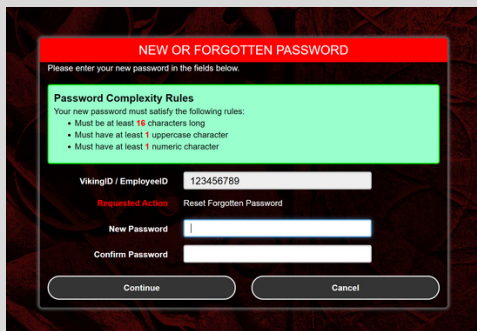 NEW OR FORGOTTEN PASSWORD
Please enter your new password in the fields below.
Password Complexity Rules
Your new password must satisfy the following rules:
• Must be at least 16 characters long
• Must have at least 1 uppercase character
• Must have at least 1 numeric character
VikingID / EmployeeID 123456789
Requested Action Reset Forgotten Password
New Password
Confirm Password
Continue Cancel